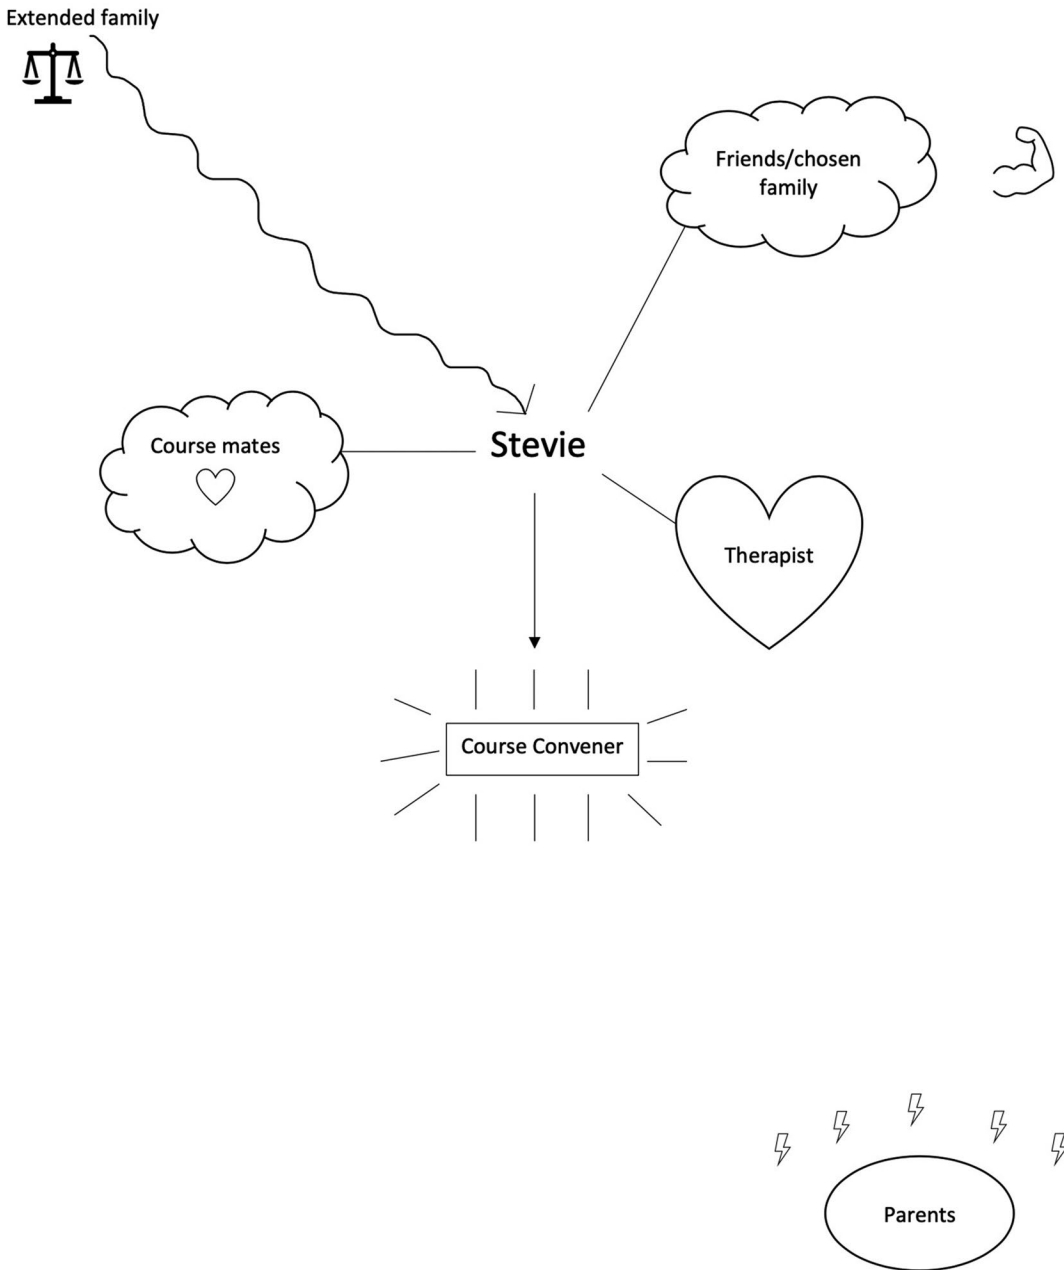 Extended family
Friends/chosen
family
Course mates
Stevie
Therapist
Course Convener
Parents